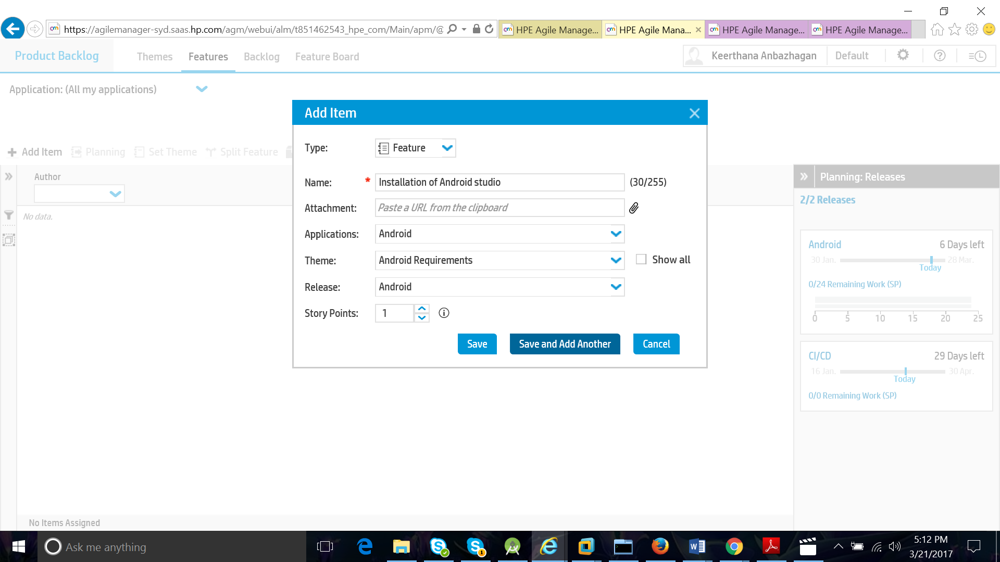 https://agilemanager-syd.saas.hp.com/agm/webui/alm/t851462543_hpe_com/Main/apm/@
HPE Agile Manage...
HPE Agile Mana...
HPE Agile Manage...
HPE Agile Manage...
Product Backlog
Themes
Features
Backlog
Feature Board
Keerthana Anbazhagan
Default
Application: (All my applications)
Add Item
Planning
Set Theme
Split Feature
Author
No data.
No Items Assigned
Add Item
Type:
Feature
Name:
* Installation of Android studio
(30/255)
Attachment:
Paste a URL from the clipboard
Applications:
Android
Theme:
Android Requirements
Show all
Release:
Android
Story Points:
1
Save
Save and Add Another
Cancel
Planning: Releases
2/2 Releases
Android
6 Days left
30 Jan.
28 Mar.
Today
0/24 Remaining Work (SP)
0 5 10 15 20 25
CI/CD
29 Days left
16 Jan.
30 Apr.
Today
0/0 Remaining Work (SP)
Ask me anything
5:12 PM
3/21/2017